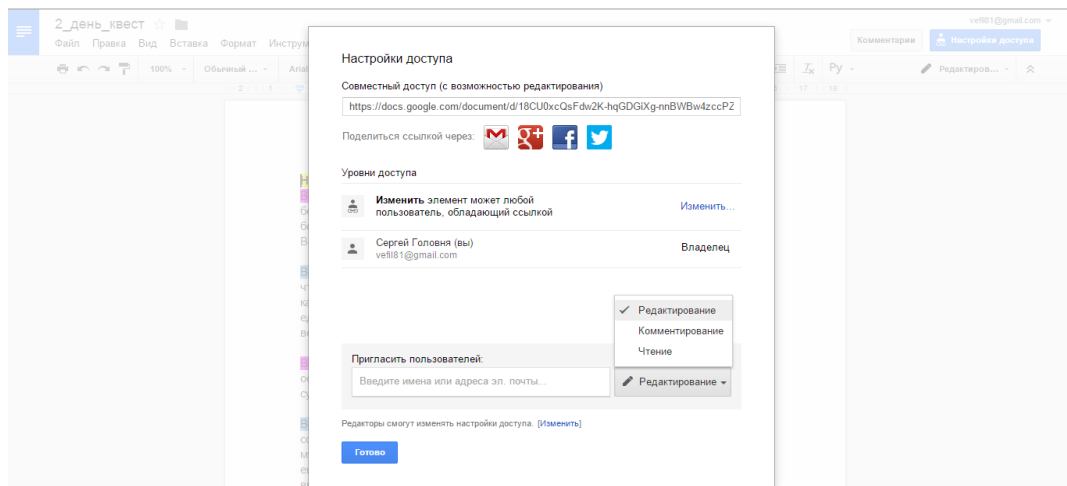 2_день_квест
vefil81@gmail.com
Файл Правка Вид Вставка Формат Инструм
Комментарии
Настройки доступа
100%
Обычный ...
Arial
Редактиров...
Настройки доступа
Совместный доступ (с возможностью редактирования)
https://docs.google.com/document/d/18CU0xcQsFdw2K-hqGDGiXg-nnBWBw4zccPZ
Поделиться ссылкой через:
Уровни доступа
Изменить элемент может любой
пользователь, обладающий ссылкой
Изменить...
Сергей Головня (вы)
vefil81@gmail.com
Владелец
Редактирование
Комментирование
Чтение
Пригласить пользователей:
Введите имена или адреса эл. почты...
Редактирование
Редакторы смогут изменять настройки доступа. [Изменить]
Готово